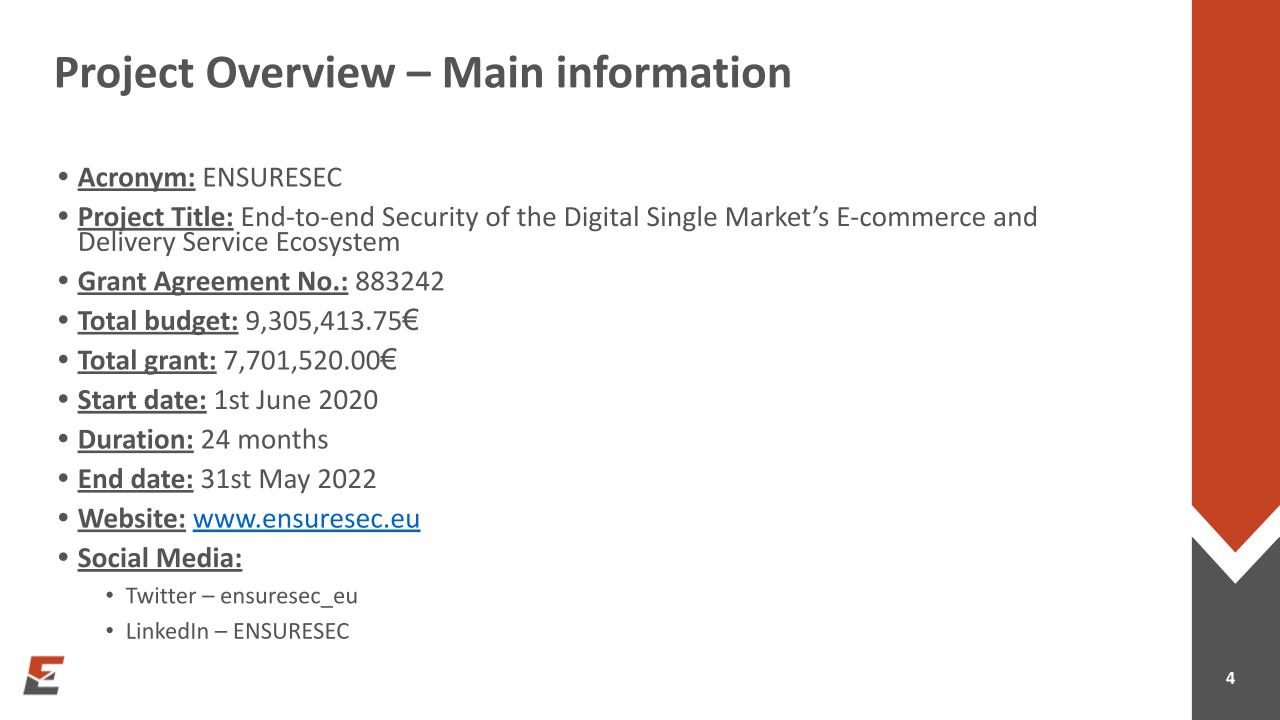 Project Overview – Main information
• Acronym: ENSURESEC
• Project Title: End-to-end Security of the Digital Single Market’s E-commerce and
Delivery Service Ecosystem
• Grant Agreement No.: 883242
• Total budget: 9,305,413.75€
• Total grant: 7,701,520.00€
• Start date: 1st June 2020
• Duration: 24 months
• End date: 31st May 2022
• Website: www.ensuresec.eu
• Social Media:
• Twitter – ensuresec_eu
• LinkedIn – ENSURESEC
4